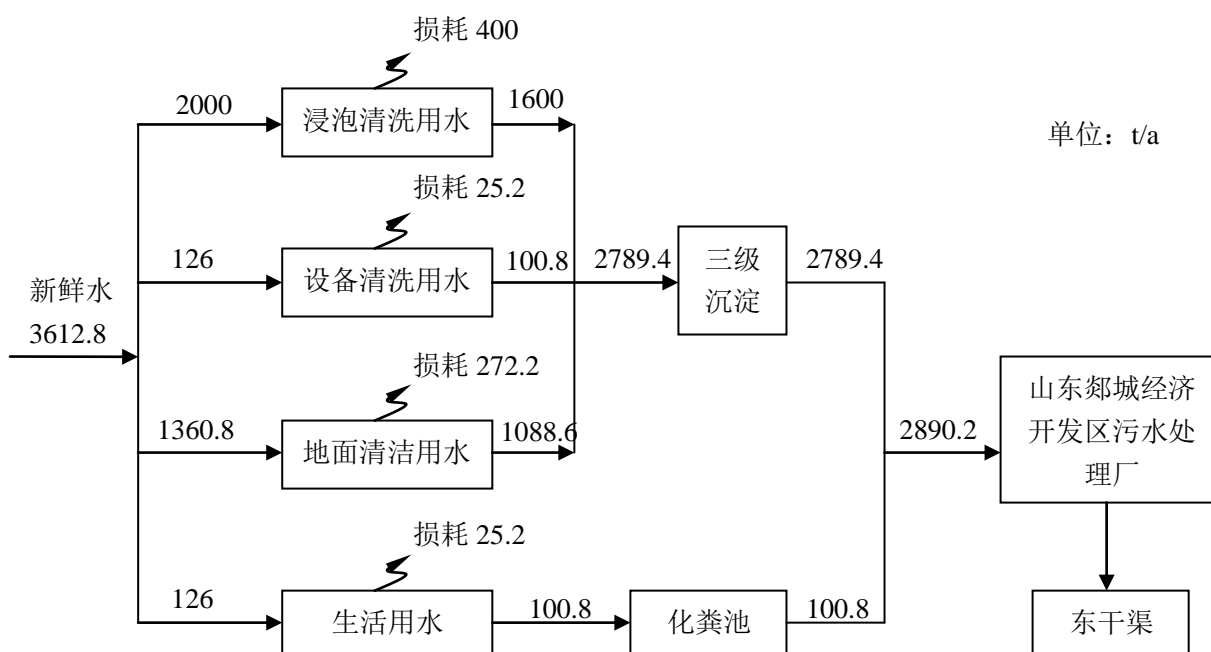 损耗 400
2000
浸泡清洗用水
1600
单位：t/a
损耗 25.2
126
设备清洗用水
100.8
2789.4
三级
沉淀
2789.4
新鲜水
3612.8
损耗 272.2
1360.8
地面清洁用水
1088.6
2890.2
山东郯城经济
开发区污水处
理厂
损耗 25.2
126
生活用水
100.8
化粪池
100.8
东干渠